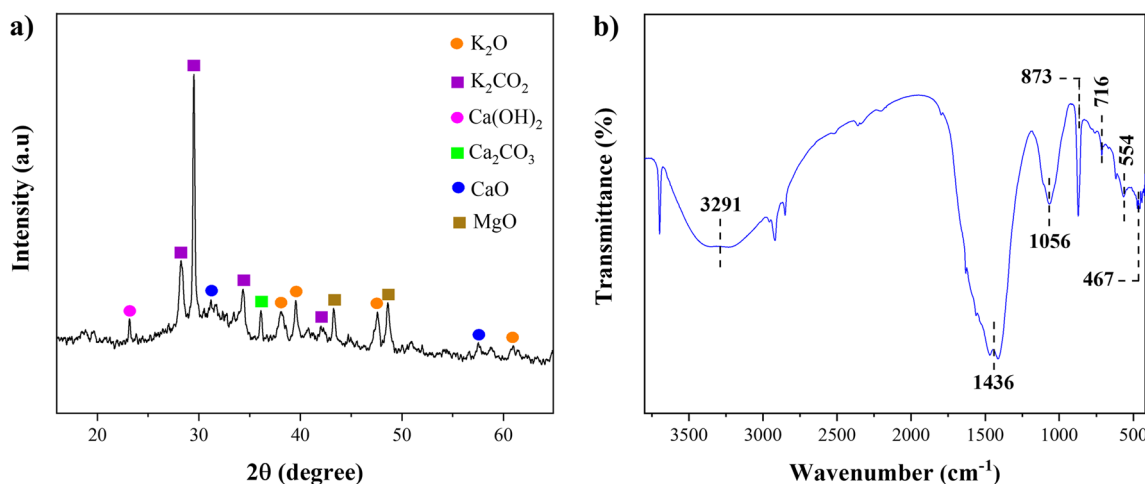 a)
Intensity (a.u)
K₂O
K₂CO₂
Ca(OH)₂
Ca₂CO₃
CaO
MgO
20 30 40 50 60
2θ (degree)
b)
Transmittance (%)
873
716
554
3291
1056
467
1436
3500 3000 2500 2000 1500 1000 500
Wavenumber (cm⁻¹)